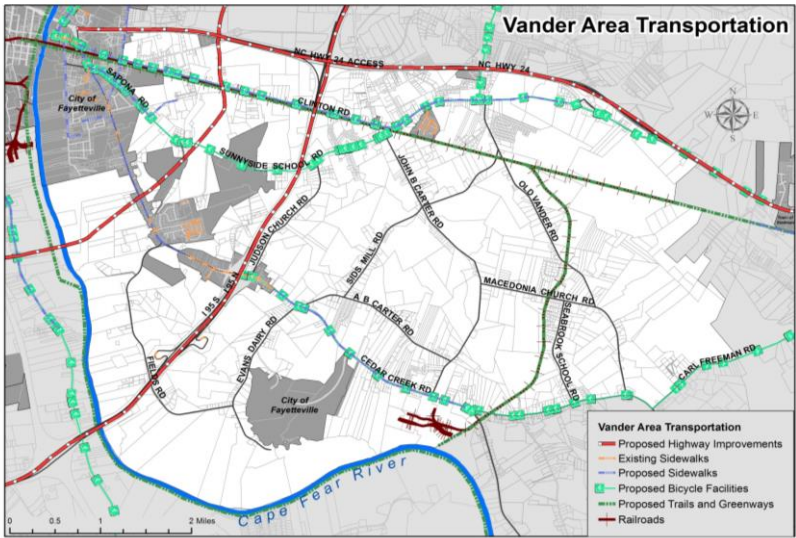 Vander Area Transportation
NC HWY 24 ACCESS
NC HWY 24
City of
Fayetteville
SAPONA RD
CLINTON RD
N
W
E
S
SUNNYSIDE SCHOOL RD
JOHN B CARTER RD
OLD VANDER RD
JUDSON CHURCH RD
SIDS MILL RD
I 95 S
I 95 N
MACEDONIA CHURCH RD
A B CARTER RD
SEABROOK SCHOOL RD
EVANS DAIRY RD
FIELDS RD
CEDAR CREEK RD
CARL FREEMAN RD
City of
Fayetteville
Cape Fear River
0 0.5 1 2 Miles
Vander Area Transportation
Proposed Highway Improvements
Existing Sidewalks
Proposed Sidewalks
Proposed Bicycle Facilities
Proposed Trails and Greenways
Railroads